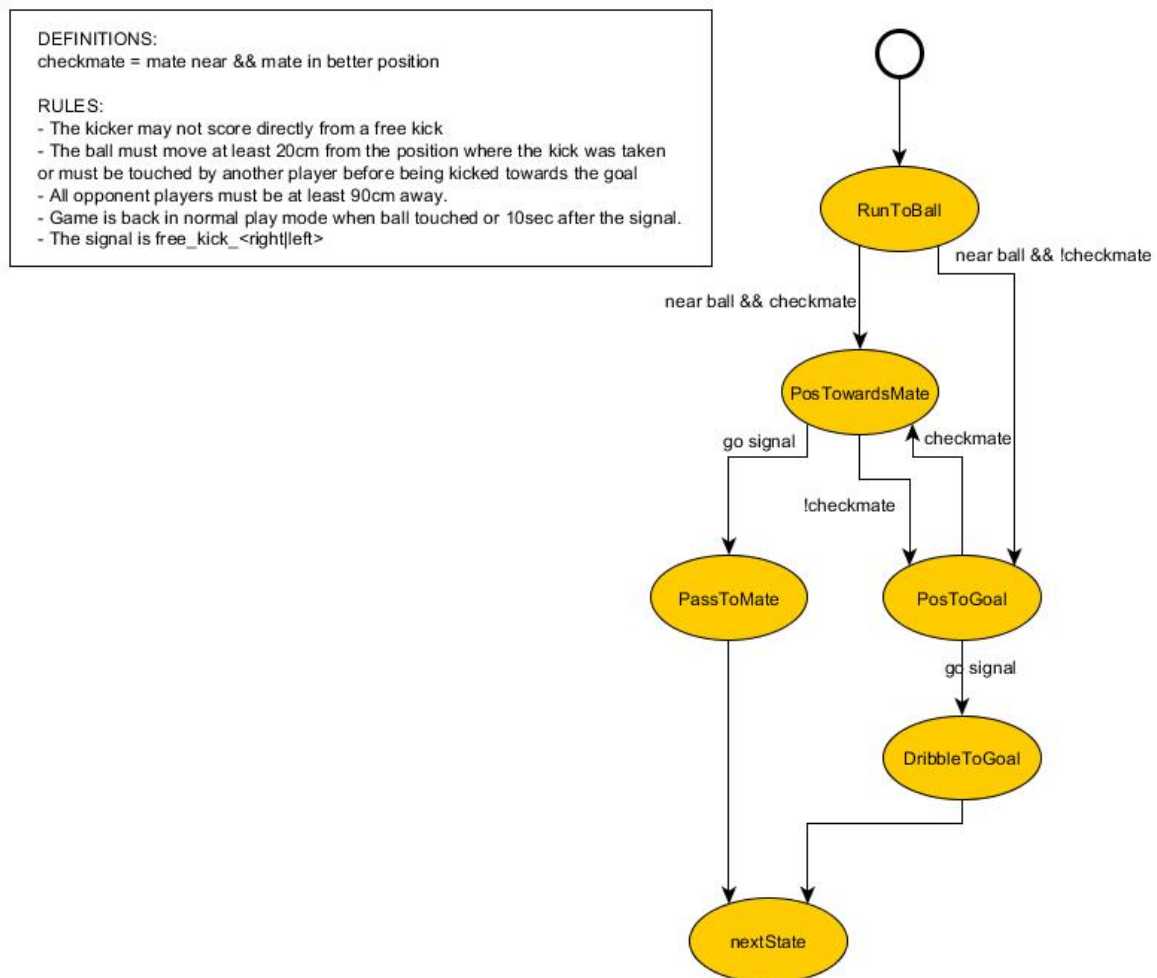 DEFINITIONS:
checkmate = mate near && mate in better position
RULES:
- The kicker may not score directly from a free kick
- The ball must move at least 20cm from the position where the kick was taken
or must be touched by another player before being kicked towards the goal
- All opponent players must be at least 90cm away.
- Game is back in normal play mode when ball touched or 10sec after the signal.
- The signal is free_kick_<right|left>
RunToBall
near ball && !checkmate
near ball && checkmate
PosTowardsMate
go signal
checkmate
!checkmate
PassToMate
PosToGoal
go signal
DribbleToGoal
nextState